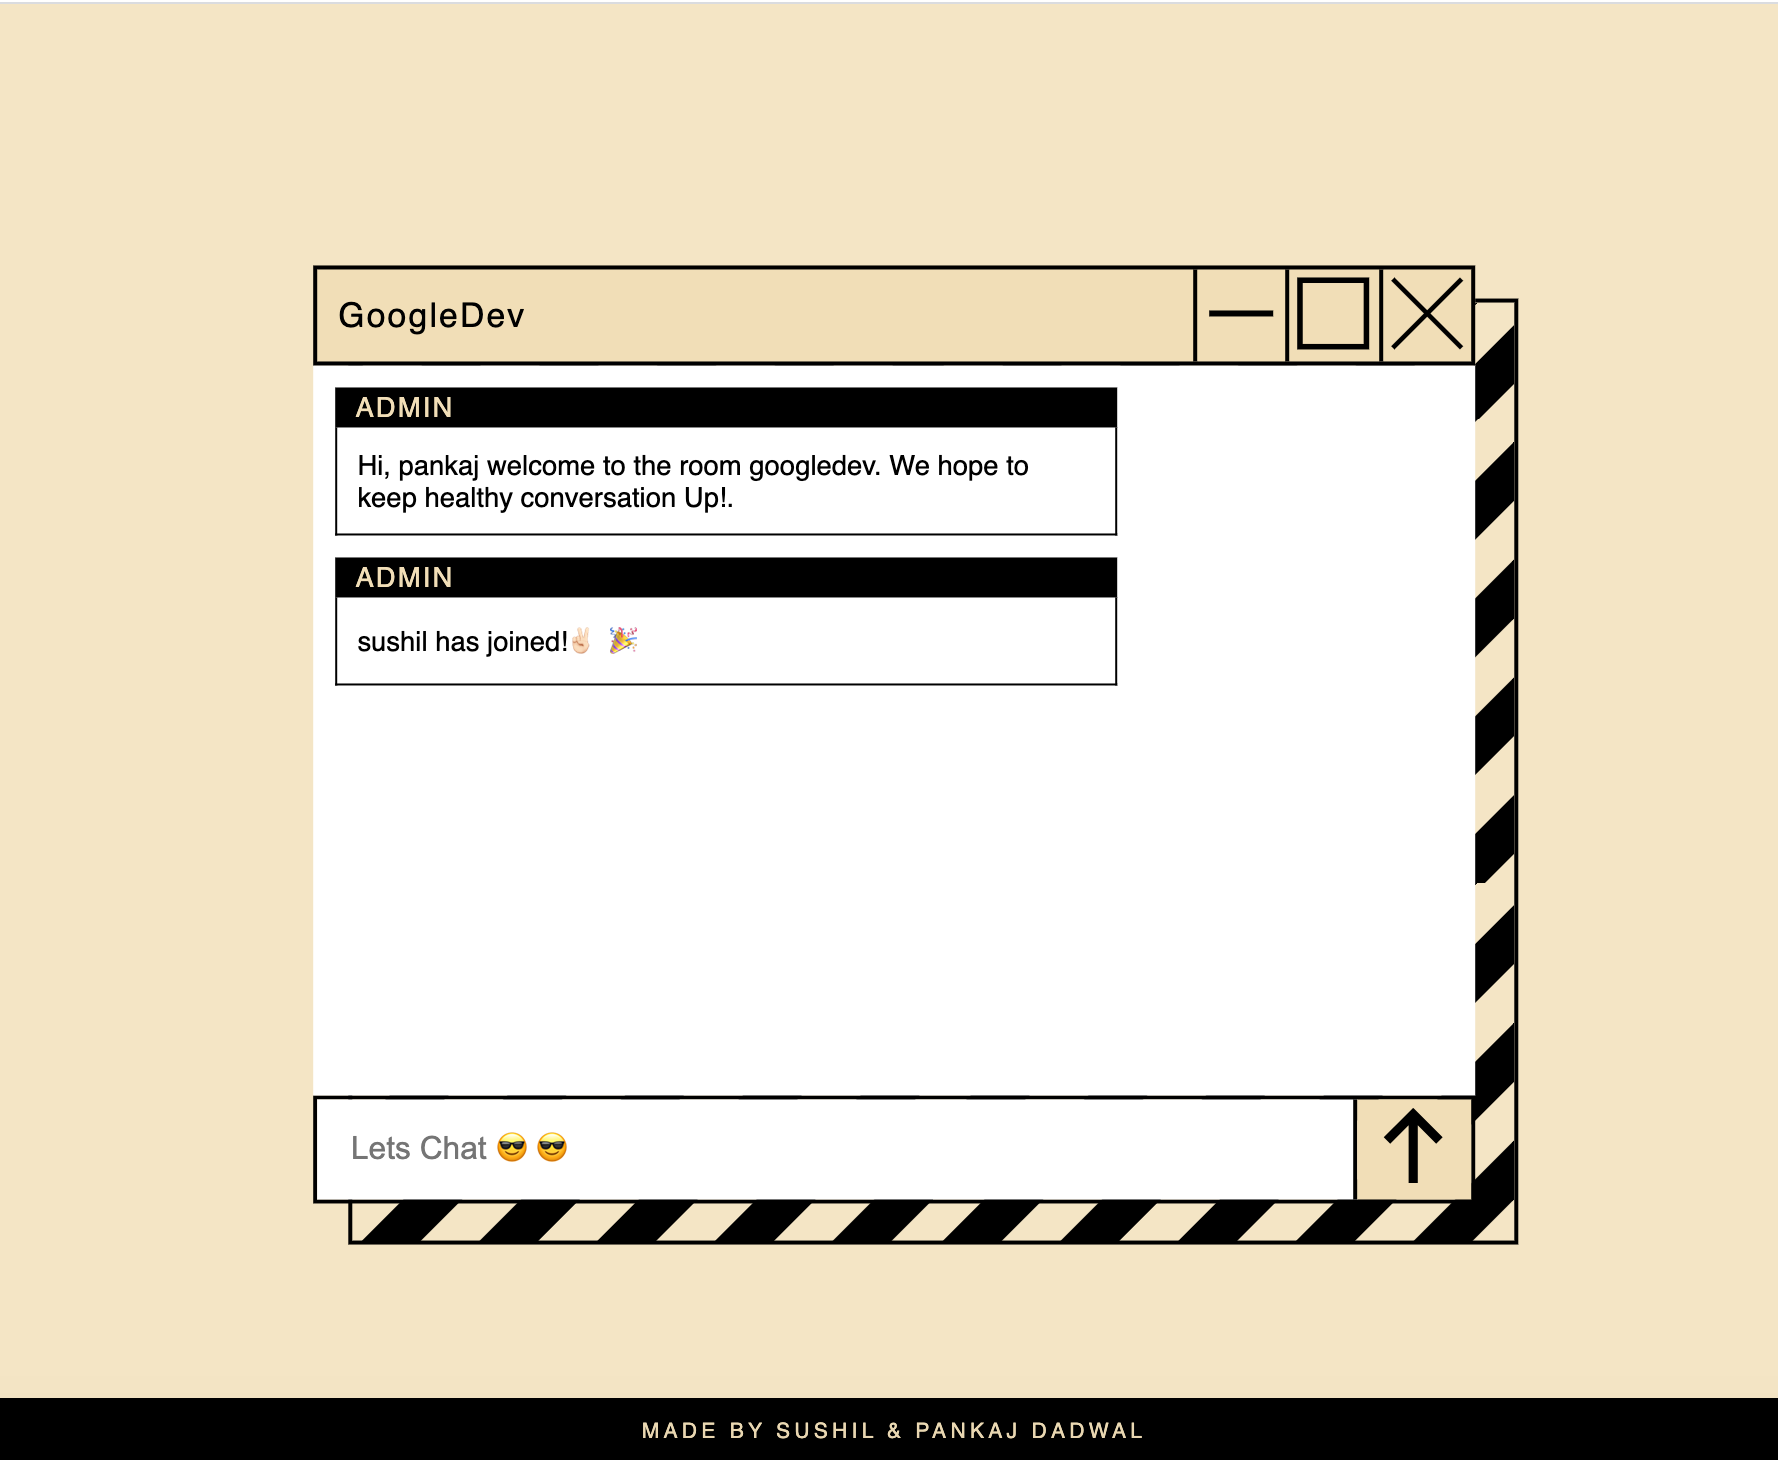 GoogleDev
ADMIN
Hi, pankaj welcome to the room googledev. We hope to
keep healthy conversation Up!.
ADMIN
sushil has joined!✌🏻 🎉
Lets Chat 😎 😎
MADE BY SUSHIL & PANKAJ DADWAL